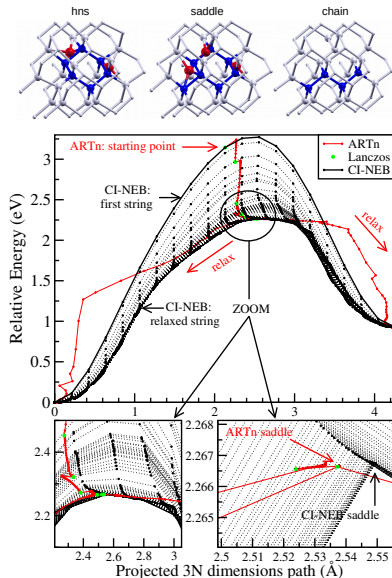 hns
saddle
chain
ARTn: starting point
ARTn
Lanczos
CI-NEB
CI-NEB:
first string
relax
relax
CI-NEB:
relaxed string
ZOOM
Relative Energy (eV)
3
2.5
2
1.5
1
0.5
0
0
1
2
3
4
2.4
2.2
2.4
2.6
2.8
3
ARTn saddle
CI-NEB saddle
2.268
2.267
2.266
2.265
2.264
2.5
2.51
2.52
2.53
2.54
2.55
Projected 3N dimensions path (Å)